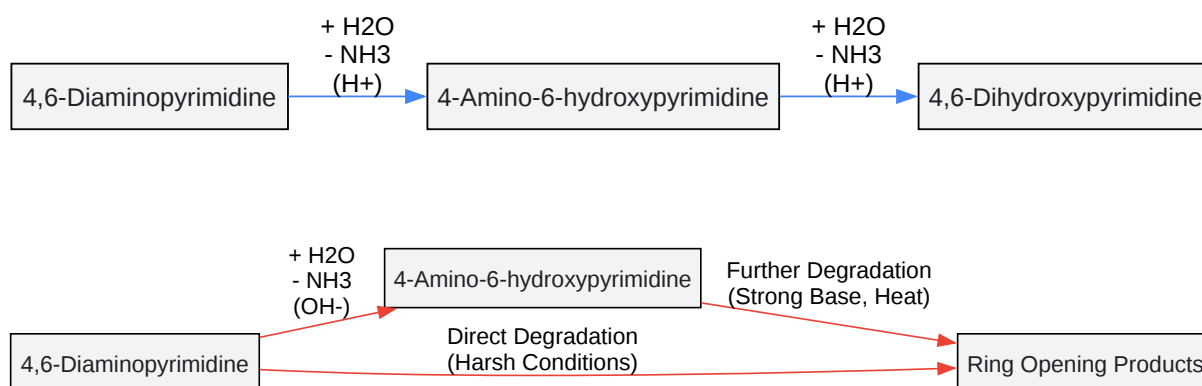 + H2O
- NH3
(H+)
+ H2O
- NH3
(H+)
4,6-Diaminopyrimidine
4-Amino-6-hydroxypyrimidine
4,6-Dihydroxypyrimidine
+ H2O
- NH3
(OH-)
4-Amino-6-hydroxypyrimidine
Further Degradation
(Strong Base, Heat)
Direct Degradation
(Harsh Conditions)
4,6-Diaminopyrimidine
Ring Opening Products